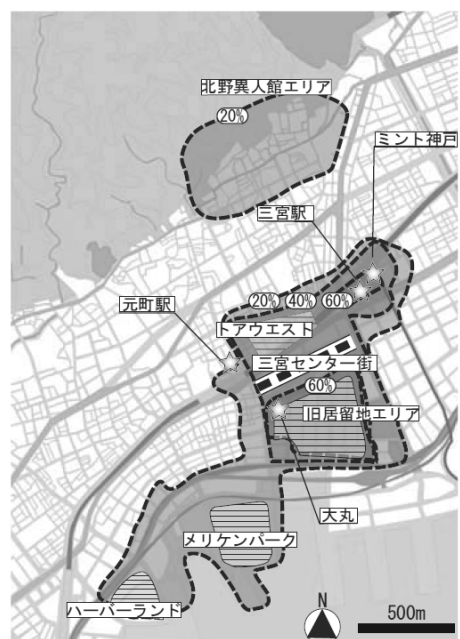 北野異人館エリア
20%
ミント神戸
三宮駅
元町駅
20% 40% 60%
トアウエスト
三宮センター街
60%
旧居留地エリア
大丸
メリケンパーク
ハーバーランド
N
500m